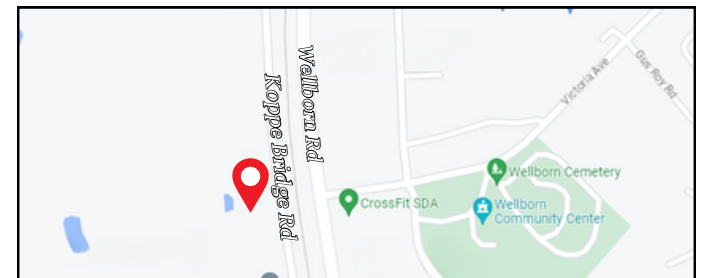 Wellborn Rd
Koppe Bridge Rd
Victoria Ave
Gus Roy Rd
Wellborn Cemetery
CrossFit SDA
Wellborn
Community Center